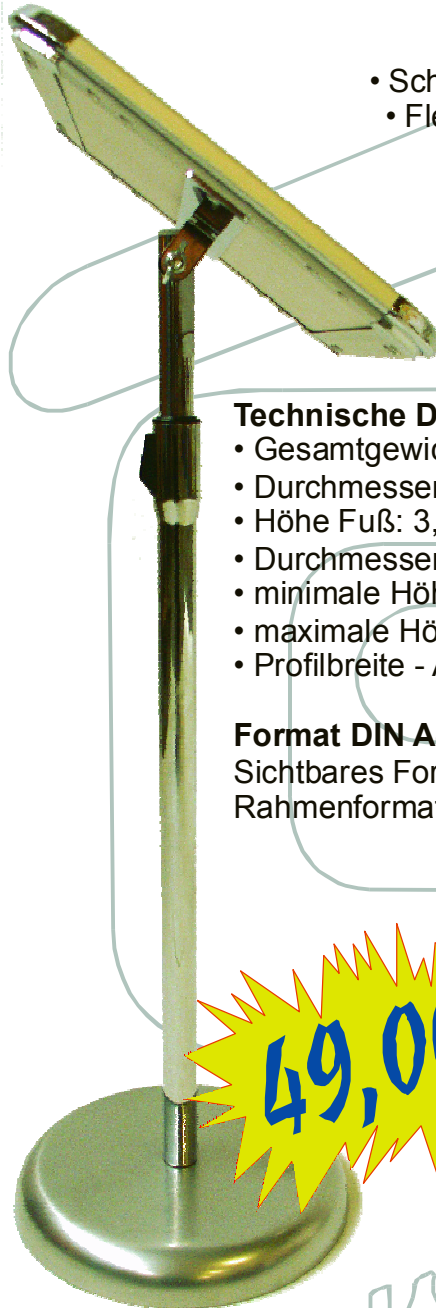 • Sch
• Fle
Technische D
• Gesamtgewic
• Durchmesser
• Höhe Fuß: 3,
• Durchmesser
• minimale Höh
• maximale Hö
• Profilbreite - A
Format DIN A
Sichtbares For
Rahmenformat
49,00